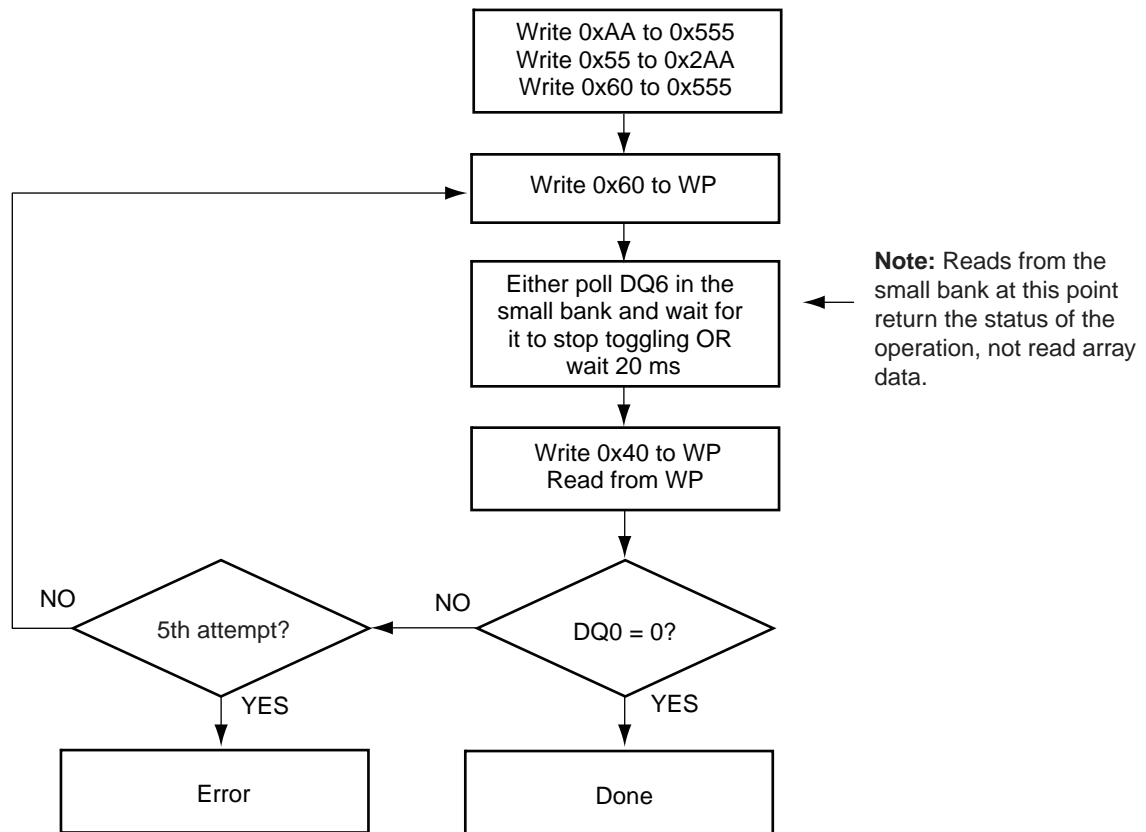 Write 0xAA to 0x555
Write 0x55 to 0x2AA
Write 0x60 to 0x555
Write 0x60 to WP
Either poll DQ6 in the
small bank and wait for
it to stop toggling OR
wait 20 ms
Note: Reads from the
small bank at this point
return the status of the
operation, not read array
data.
Write 0x40 to WP
Read from WP
DQ0 = 0?
NO
5th attempt?
NO
YES
YES
Error
Done